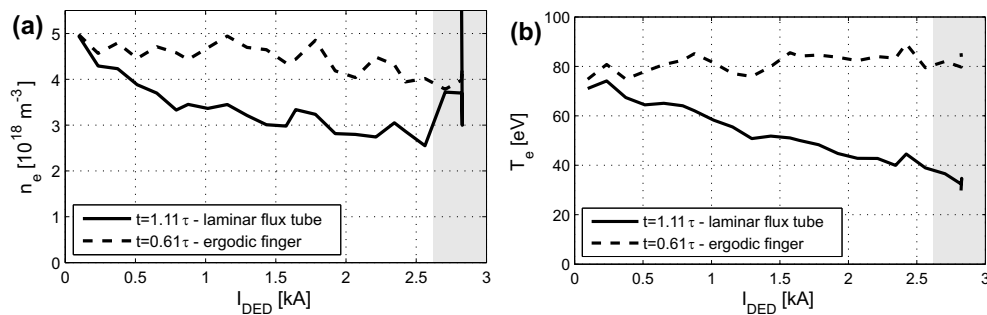 (a)
n_e [10^18 m^-3]
5
4
3
2
1
0
t=1.11τ - laminar flux tube
t=0.61τ - ergodic finger
0 0.5 1 1.5 2 2.5 3
I_DED [kA]
(b)
T_e [eV]
100
80
60
40
20
0
t=1.11τ - laminar flux tube
t=0.61τ - ergodic finger
0 0.5 1 1.5 2 2.5 3
I_DED [kA]